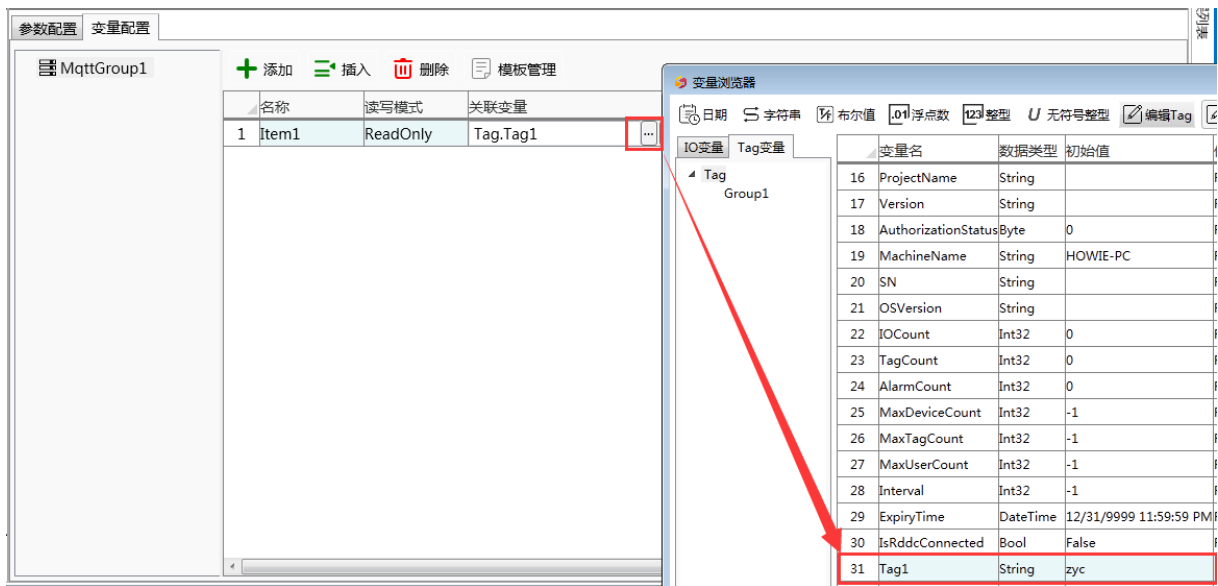 参数配置 变量配置
MqttGroup1
添加 插入 删除 模板管理
名称 读写模式 关联变量
1 Item1 ReadOnly Tag.Tag1 ...
变量浏览器
日期 字符串 布尔值 .01 浮点数 123 整型 U 无符号整型 编辑Tag
IO变量 Tag变量
Tag
Group1
变量名 数据类型 初始值
16 ProjectName String
17 Version String
18 AuthorizationStatus Byte 0
19 MachineName String HOWIE-PC
20 SN String
21 OSVersion String
22 IOCount Int32 0
23 TagCount Int32 0
24 AlarmCount Int32 0
25 MaxDeviceCount Int32 -1
26 MaxTagCount Int32 -1
27 MaxUserCount Int32 -1
28 Interval Int32 -1
29 ExpiryTime DateTime 12/31/9999 11:59:59 PM
30 IsRddcConnected Bool False
31 Tag1 String zyc